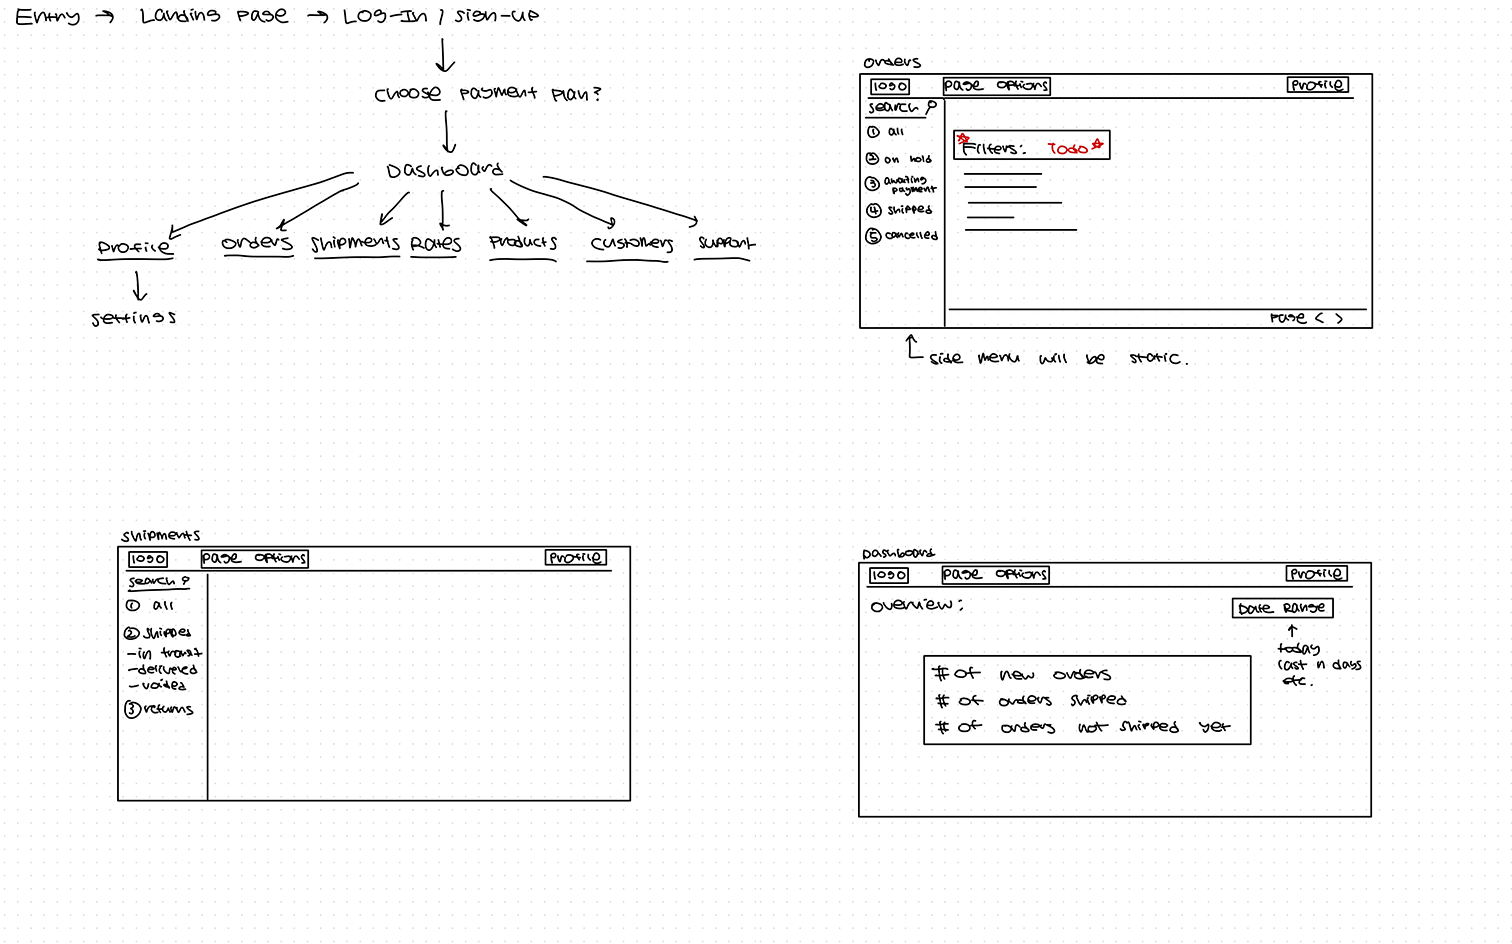 Entry → Landing page → LOG-In / sign-up
choose payment plan?
Dashboard
profile orders shipments Rates products customers support
settings
orders
logo page options profile
search
① all
② on hold
③ awaiting
payment
④ shipped
⑤ cancelled
Filters: Todo
page < >
side menu will be static.
shipments
logo page options profile
search
① all
② shipped
- in transit
- delivered
- voided
③ returns
Dashboard
logo page options profile
overview:
Date Range
today
last n days
etc.
# of new orders
# of orders shipped
# of orders not shipped yet